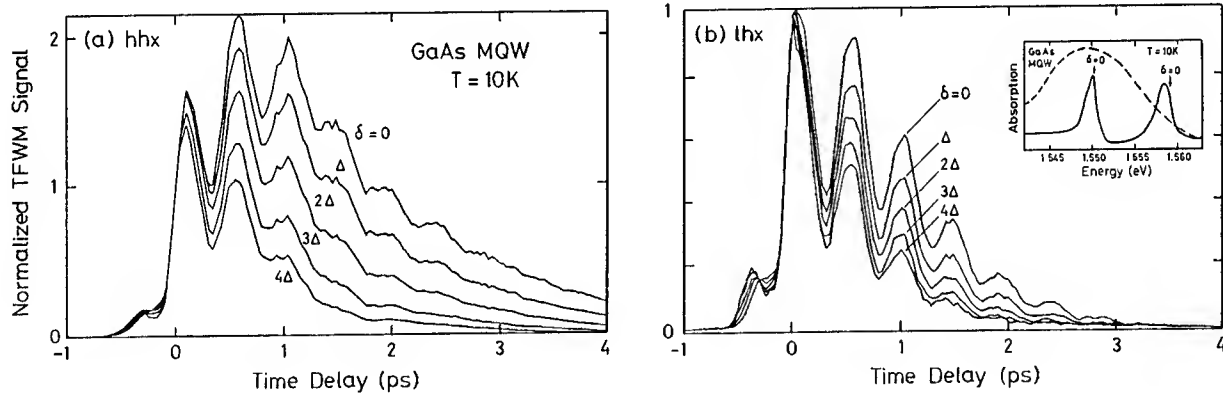 (a) hhx
GaAs MQW
T = 10K
δ = 0
Δ
2Δ
3Δ
4Δ
2
1
0
Normalized TFWM Signal
-1 0 1 2 3 4
Time Delay (ps)
(b) lhx
δ=0
Δ
2Δ
3Δ
4Δ
1
0
-1 0 1 2 3 4
Time Delay (ps)
GaAs
MQW
T = 10K
δ=0
δ=0
Absorption
1.545 1.550 1.555 1.560
Energy (eV)